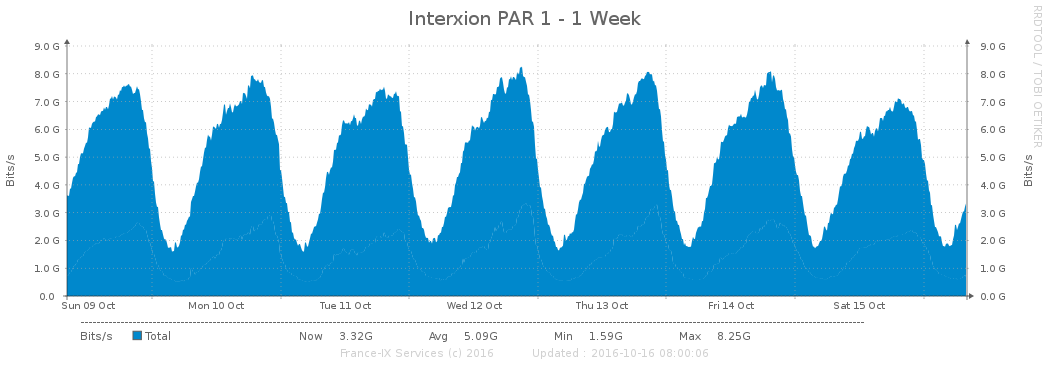 Interxion PAR 1 - 1 Week
RRDTOOL / TOBI OETIKER
Bits/s
9.0 G
8.0 G
7.0 G
6.0 G
5.0 G
4.0 G
3.0 G
2.0 G
1.0 G
0.0
9.0 G
8.0 G
7.0 G
6.0 G
5.0 G
4.0 G
3.0 G
2.0 G
1.0 G
0.0 G
Bits/s
Sun 09 Oct Mon 10 Oct Tue 11 Oct Wed 12 Oct Thu 13 Oct Fri 14 Oct Sat 15 Oct
Bits/s Total Now 3.32G Avg 5.09G Min 1.59G Max 8.25G
France-IX Services (c) 2016 Updated : 2016-10-16 08:00:06